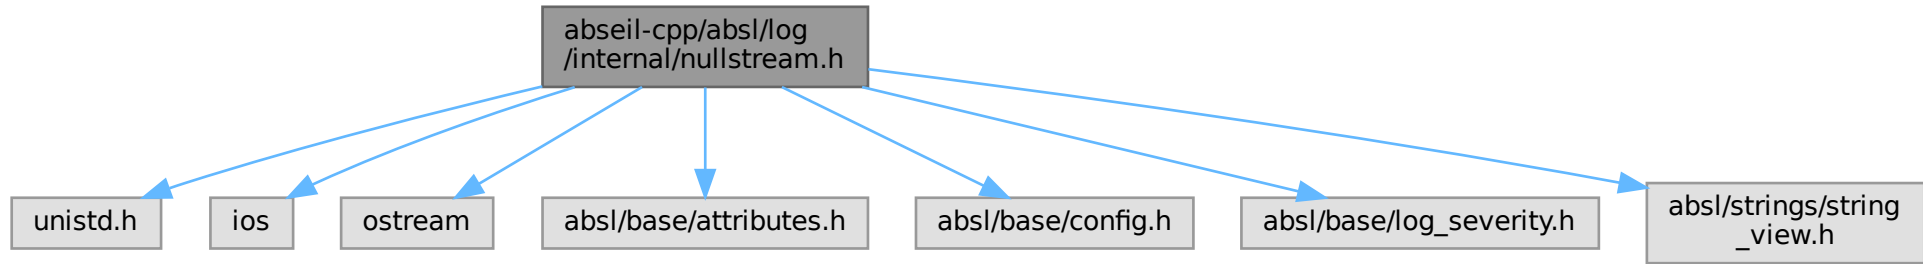 abseil-cpp/absl/log
/internal/nullstream.h
unistd.h
ios
ostream
absl/base/attributes.h
absl/base/config.h
absl/base/log_severity.h
absl/strings/string
_view.h